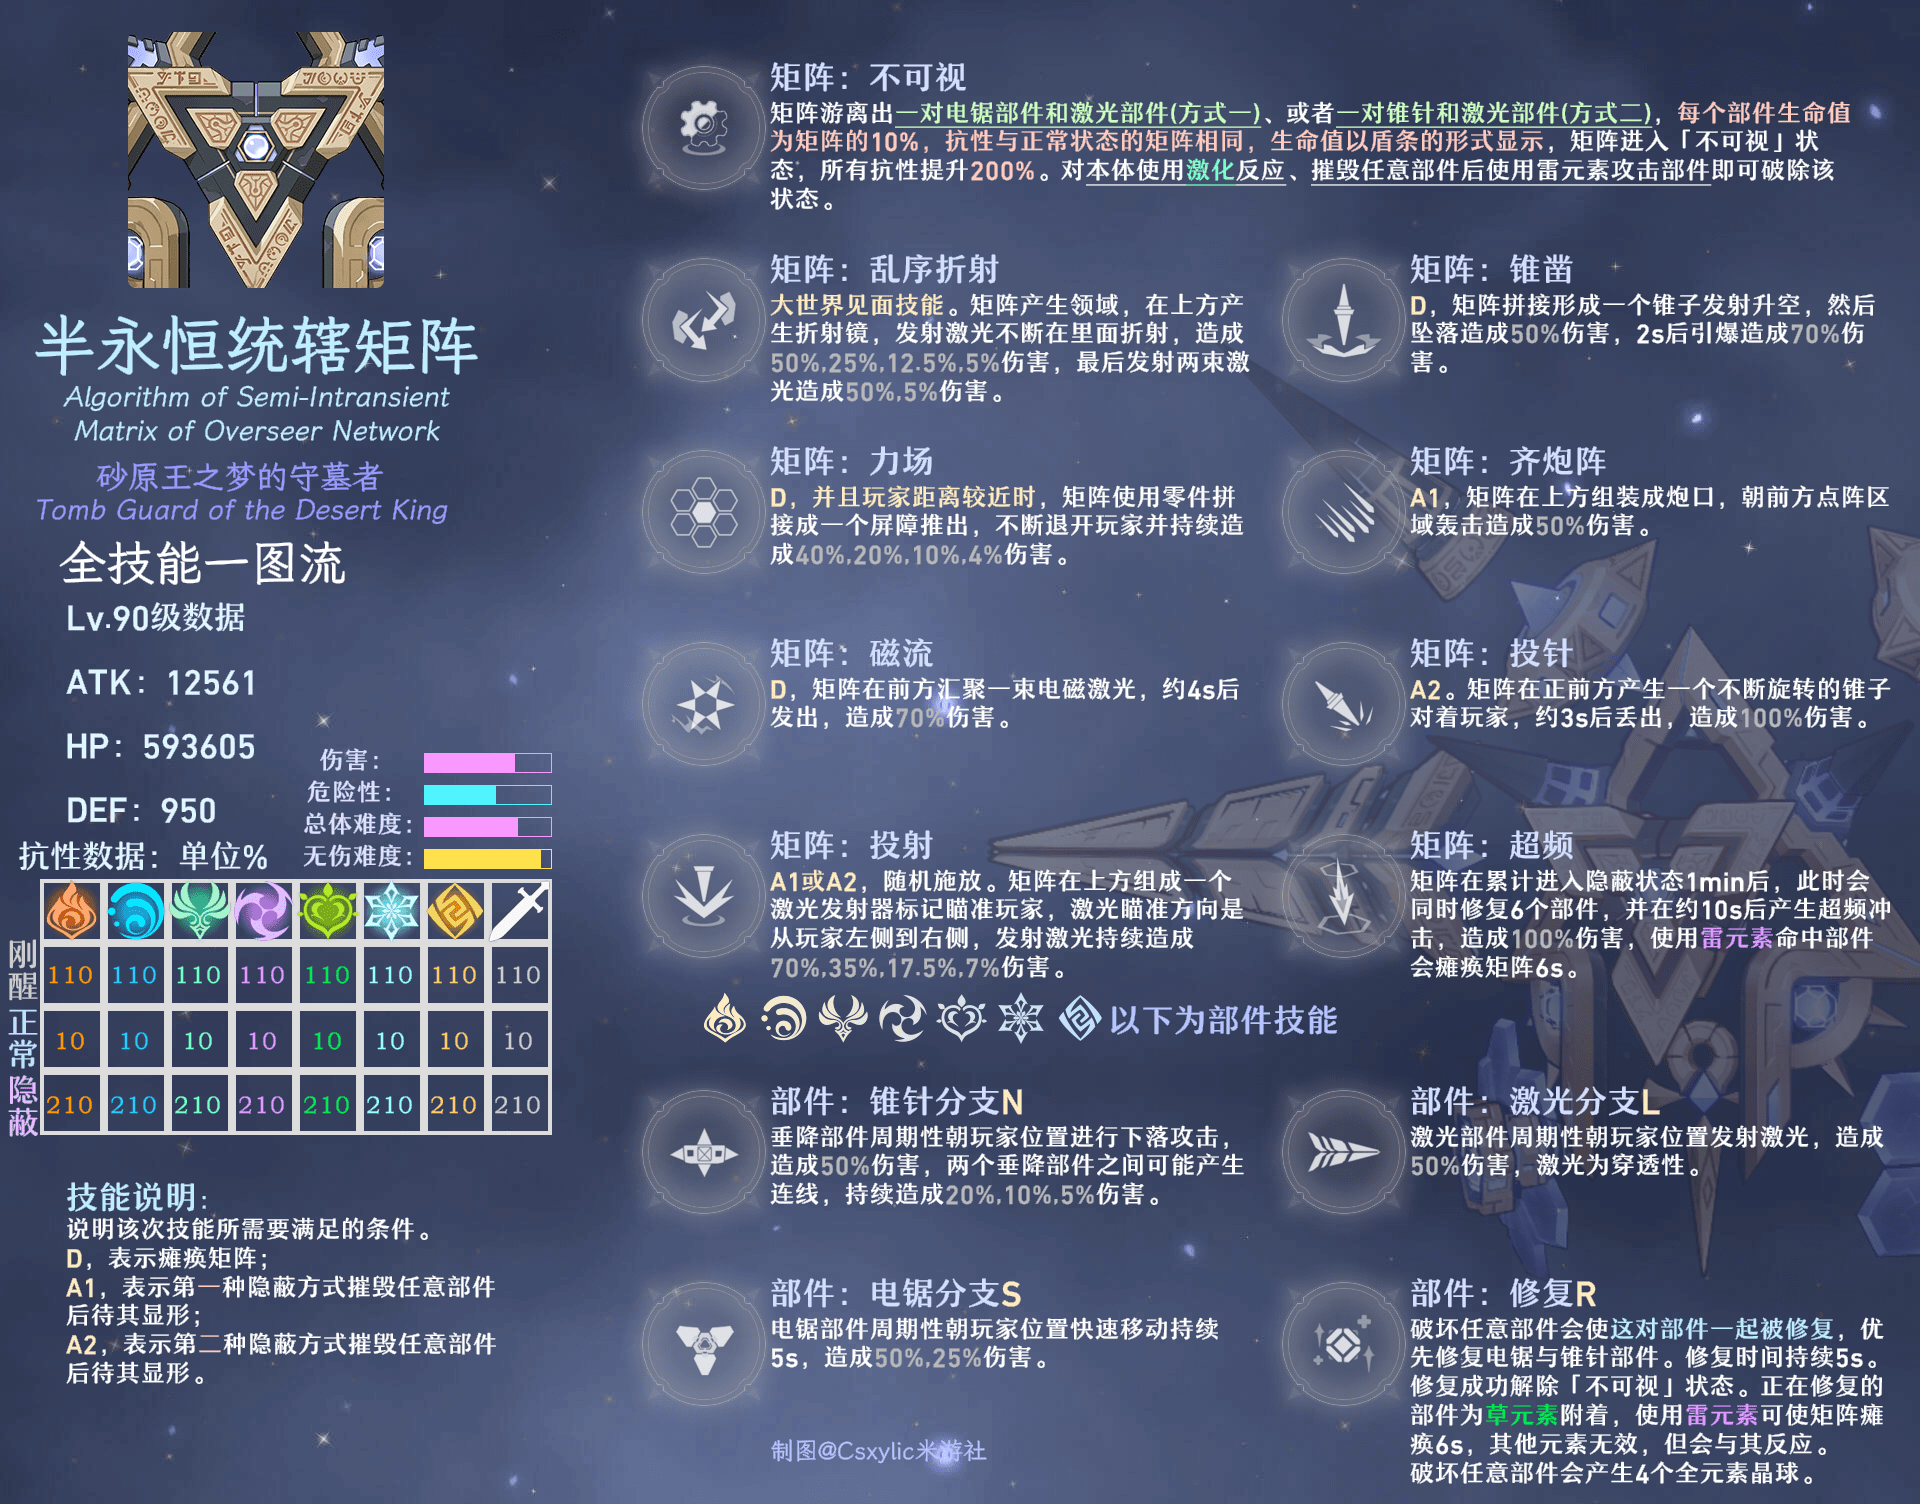 半永恒统辖矩阵
Algorithm of Semi-Intransient
Matrix of Overseer Network
砂原王之梦的守墓者
Tomb Guard of the Desert King
全技能一图流
Lv.90级数据
ATK：12561
HP：593605
DEF：950
伤害：
危险性：
总体难度：
无伤难度：
抗性数据：单位%
刚醒 110 110 110 110 110 110 110 110
正常 10 10 10 10 10 10 10 10
隐蔽 210 210 210 210 210 210 210 210
技能说明：
说明该次技能所需要满足的条件。
D，表示瘫痪矩阵；
A1，表示第一种隐蔽方式摧毁任意部件
后待其显形；
A2，表示第二种隐蔽方式摧毁任意部件
后待其显形。
矩阵：不可视
矩阵游离出一对电锯部件和激光部件(方式一)、或者一对锥针和激光部件(方式二)，每个部件生命值
为矩阵的10%，抗性与正常状态的矩阵相同，生命值以盾条的形式显示，矩阵进入「不可视」状
态，所有抗性提升200%。对本体使用激化反应、摧毁任意部件后使用雷元素攻击部件即可破除该
状态。
矩阵：乱序折射
大世界见面技能。矩阵产生领域，在上方产
生折射镜，发射激光不断在里面折射，造成
50%,25%,12.5%,5%伤害，最后发射两束激
光造成50%,5%伤害。
矩阵：锥凿
D，矩阵拼接形成一个锥子发射升空，然后
坠落造成50%伤害，2s后引爆造成70%伤
害。
矩阵：力场
D，并且玩家距离较近时，矩阵使用零件拼
接成一个屏障推出，不断退开玩家并持续造
成40%,20%,10%,4%伤害。
矩阵：齐炮阵
A1，矩阵在上方组装成炮口，朝前方点阵区
域轰击造成50%伤害。
矩阵：磁流
D，矩阵在前方汇聚一束电磁激光，约4s后
发出，造成70%伤害。
矩阵：投针
A2。矩阵在正前方产生一个不断旋转的锥子
对着玩家，约3s后丢出，造成100%伤害。
矩阵：投射
A1或A2，随机施放。矩阵在上方组成一个
激光发射器标记瞄准玩家，激光瞄准方向是
从玩家左侧到右侧，发射激光持续造成
70%,35%,17.5%,7%伤害。
矩阵：超频
矩阵在累计进入隐蔽状态1min后，此时会
同时修复6个部件，并在约10s后产生超频冲
击，造成100%伤害，使用雷元素命中部件
会瘫痪矩阵6s。
以下为部件技能
部件：锥针分支N
垂降部件周期性朝玩家位置进行下落攻击，
造成50%伤害，两个垂降部件之间可能产生
连线，持续造成20%,10%,5%伤害。
部件：激光分支L
激光部件周期性朝玩家位置发射激光，造成
50%伤害，激光为穿透性。
部件：电锯分支S
电锯部件周期性朝玩家位置快速移动持续
5s，造成50%,25%伤害。
部件：修复R
破坏任意部件会使这对部件一起被修复，优
先修复电锯与锥针部件。修复时间持续5s。
修复成功解除「不可视」状态。正在修复的
部件为草元素附着，使用雷元素可使矩阵瘫
痪6s，其他元素无效，但会与其反应。
破坏任意部件会产生4个全元素晶球。
制图@Csxylic米游社